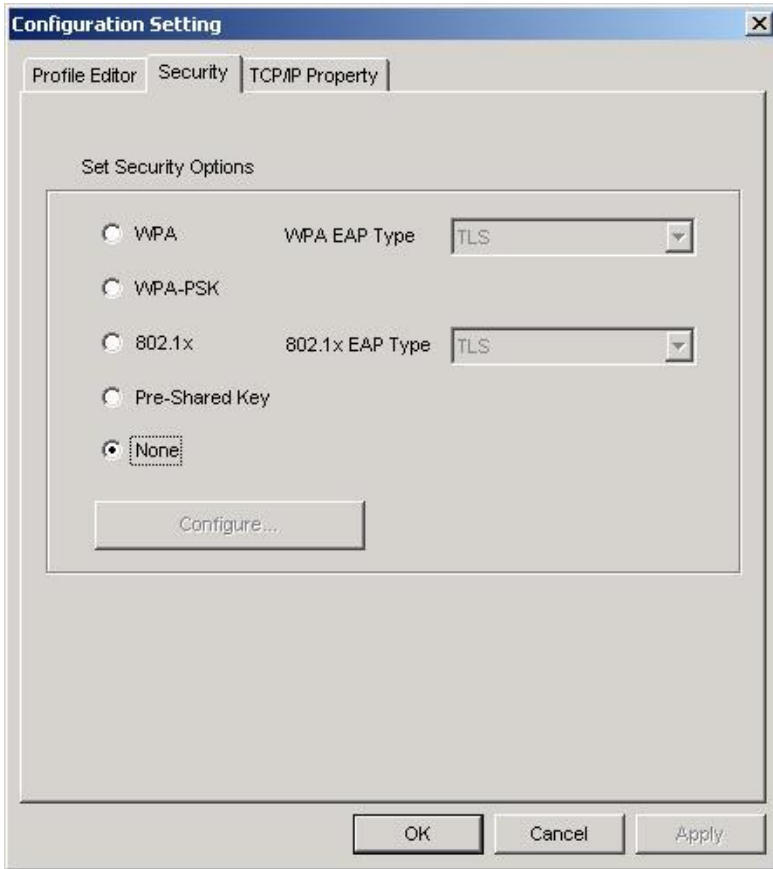 Configuration Setting
Profile Editor Security TCP/IP Property
Set Security Options
WPA WPA EAP Type TLS
WPA-PSK
802.1x 802.1x EAP Type TLS
Pre-Shared Key
None
Configure...
OK Cancel Apply